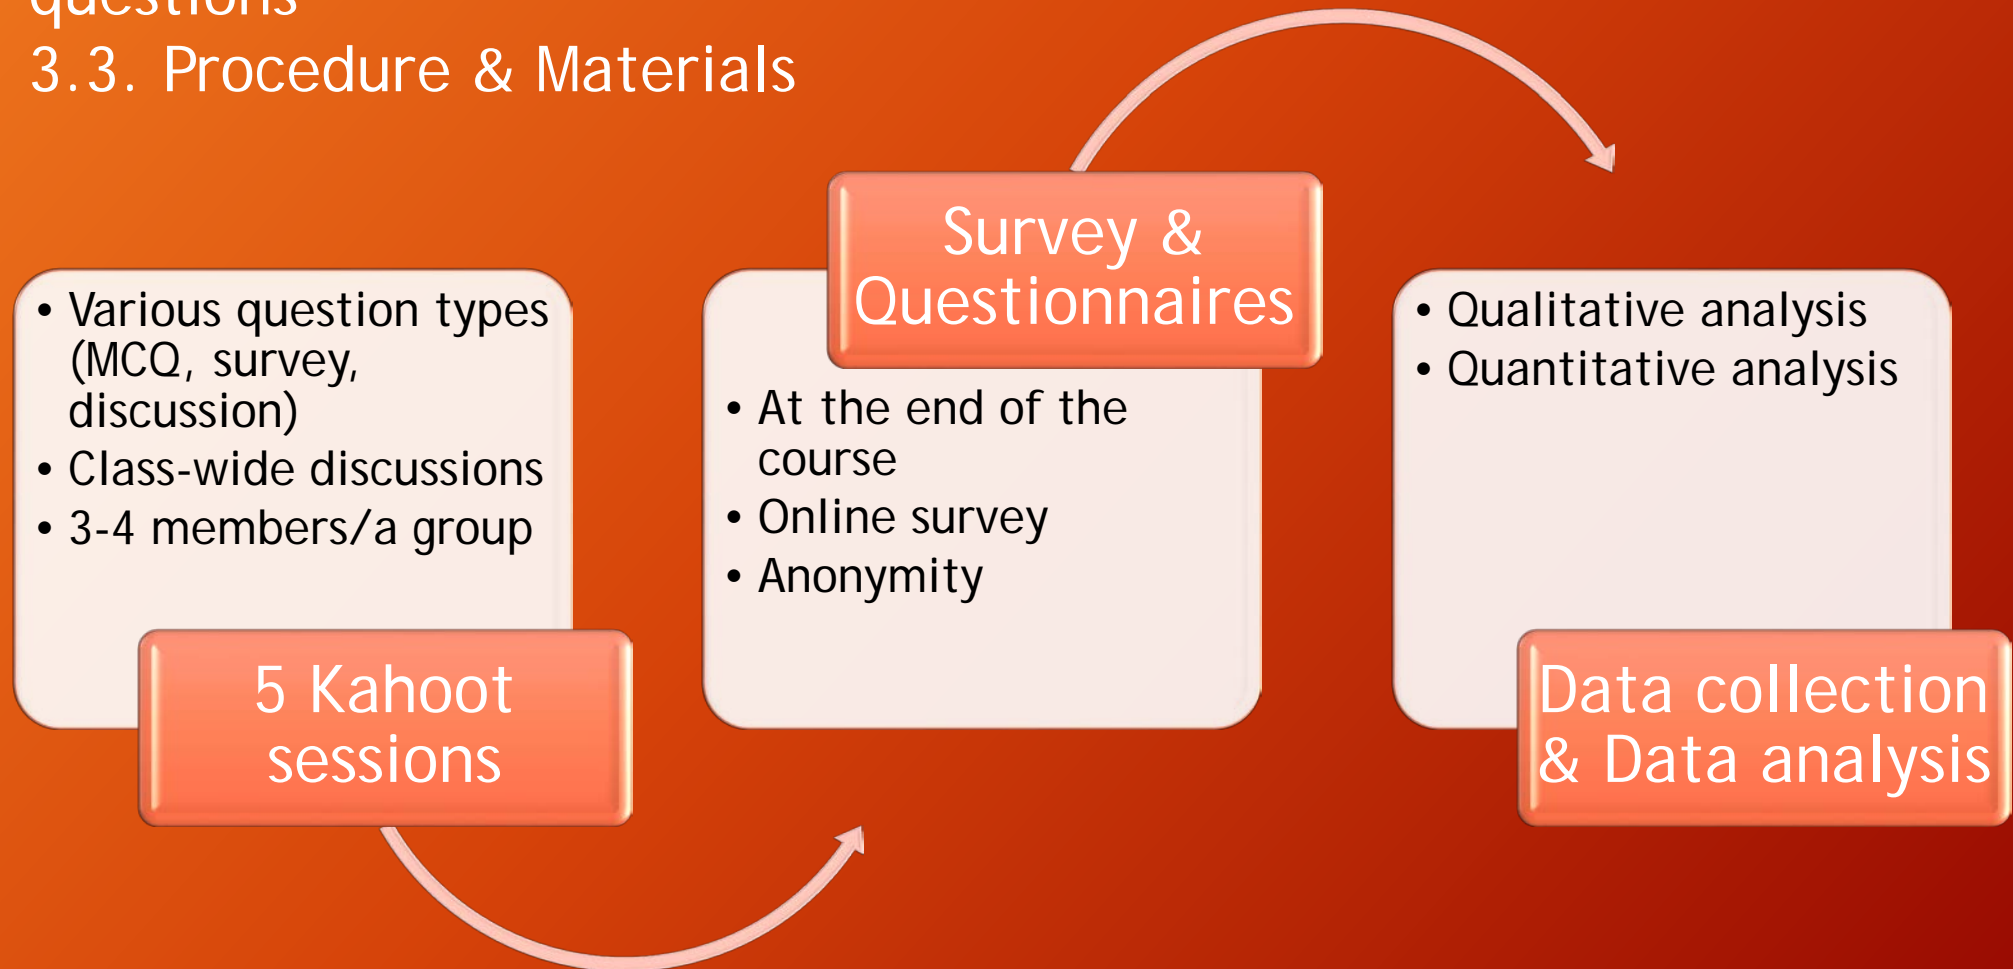 questions
3.3. Procedure & Materials
• Various question types
(MCQ, survey,
discussion)
• Class-wide discussions
• 3-4 members/a group
5 Kahoot
sessions
Survey &
Questionnaires
• At the end of the
course
• Online survey
• Anonymity
• Qualitative analysis
• Quantitative analysis
Data collection
& Data analysis